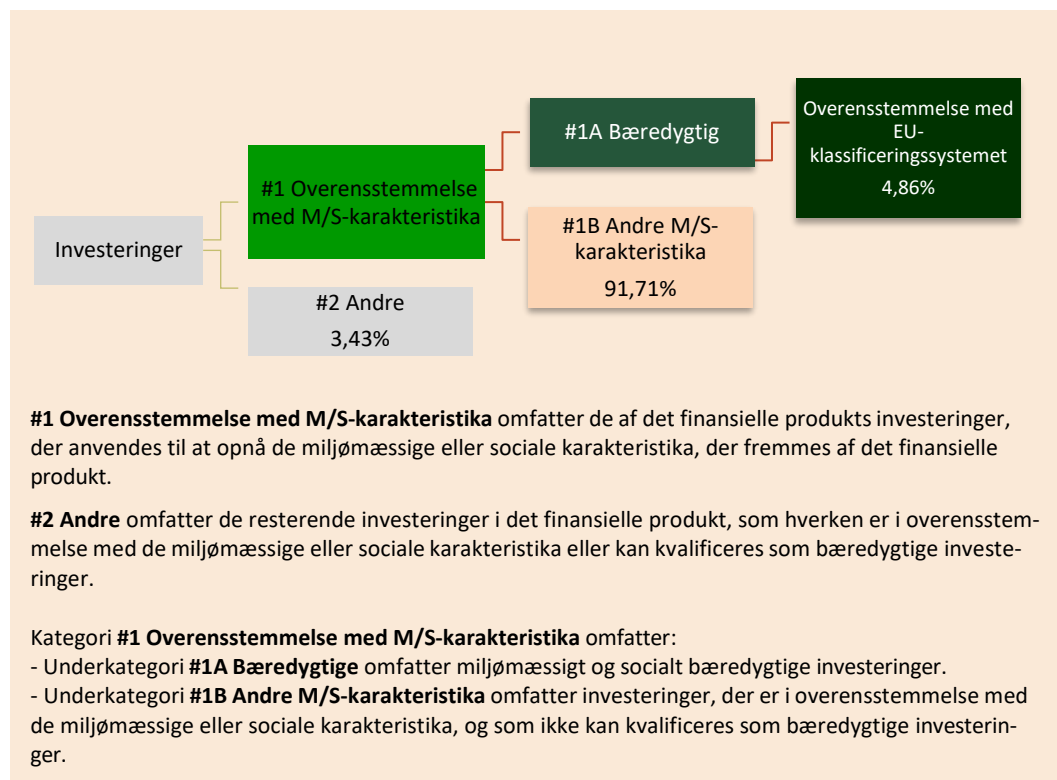 Investeringer
#1 Overensstemmelse
med M/S-karakteristika
#2 Andre
3,43%
#1A Bæredygtig
#1B Andre M/S-
karakteristika
91,71%
Overensstemmelse med
EU-
klassificeringssystemet
4,86%
#1 Overensstemmelse med M/S-karakteristika omfatter de af det finansielle produkts investeringer,
der anvendes til at opnå de miljømæssige eller sociale karakteristika, der fremmes af det finansielle
produkt.
#2 Andre omfatter de resterende investeringer i det finansielle produkt, som hverken er i overensstem-
melse med de miljømæssige eller sociale karakteristika eller kan kvalificeres som bæredygtige investe-
ringer.
Kategori #1 Overensstemmelse med M/S-karakteristika omfatter:
- Underkategori #1A Bæredygtige omfatter miljømæssigt og socialt bæredygtige investeringer.
- Underkategori #1B Andre M/S-karakteristika omfatter investeringer, der er i overensstemmelse med
de miljømæssige eller sociale karakteristika, og som ikke kan kvalificeres som bæredygtige investerin-
ger.